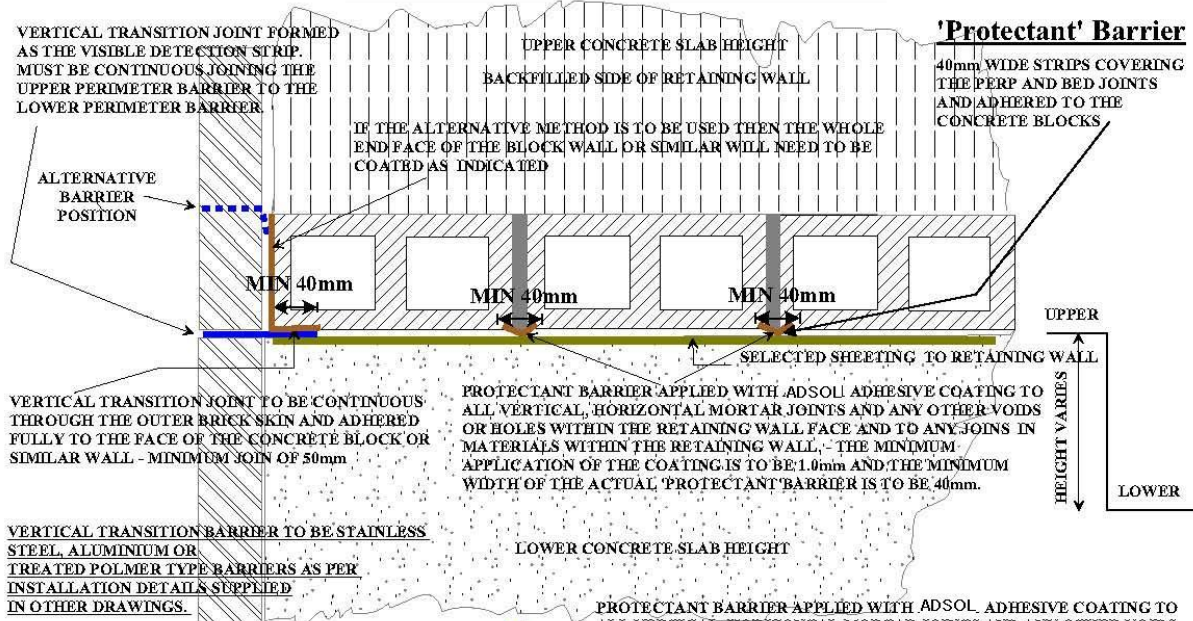 VERTICAL TRANSITION JOINT FORMED
AS THE VISIBLE DETECTION STRIP.
MUST BE CONTINUOUS JOINING THE
UPPER PERIMETER BARRIER TO THE
LOWER PERIMETER BARRIER.
UPPER CONCRETE SLAB HEIGHT
BACKFILLED SIDE OF RETAINING WALL
'Protectant' Barrier
40mm WIDE STRIPS COVERING
THE PERP AND BED JOINTS
AND ADHERED TO THE
CONCRETE BLOCKS
IF THE ALTERNATIVE METHOD IS TO BE USED THEN THE WHOLE
END FACE OF THE BLOCK WALL OR SIMILAR WILL NEED TO BE
COATED AS INDICATED
ALTERNATIVE
BARRIER
POSITION
MIN 40mm
MIN 40mm
MIN 40mm
UPPER
SELECTED SHEETING TO RETAINING WALL
VERTICAL TRANSITION JOINT TO BE CONTINUOUS
THROUGH THE OUTER BRICK SKIN AND ADHERED
FULLY TO THE FACE OF THE CONCRETE BLOCK OR
SIMILAR WALL - MINIMUM JOIN OF 50mm
PROTECTANT BARRIER APPLIED WITH ADSOL ADHESIVE COATING TO
ALL VERTICAL, HORIZONTAL MORTAR JOINTS AND ANY OTHER VOIDS
OR HOLES WITHIN THE RETAINING WALL FACE AND TO ANY JOINS IN
MATERIALS WITHIN THE RETAINING WALL, - THE MINIMUM
APPLICATION OF THE COATING IS TO BE 1.0mm AND THE MINIMUM
WIDTH OF THE ACTUAL 'PROTECTANT' BARRIER IS TO BE 40mm.
HEIGHT VARIES
LOWER
VERTICAL TRANSITION BARRIER TO BE STAINLESS
STEEL, ALUMINIUM OR
TREATED POLMER TYPE BARRIERS AS PER
INSTALLATION DETAILS SUPPLIED
IN OTHER DRAWINGS.
LOWER CONCRETE SLAB HEIGHT
PROTECTANT BARRIER APPLIED WITH ADSOL ADHESIVE COATING TO